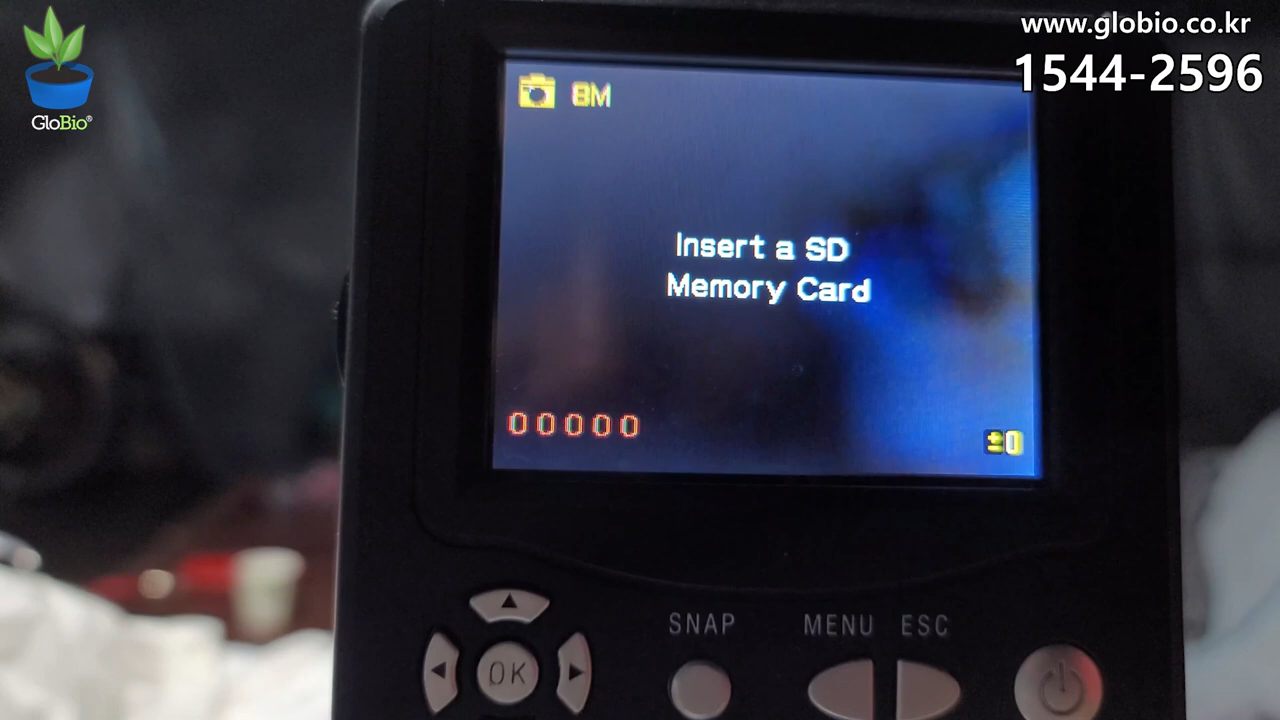 www.globio.co.kr
1544-2596
GloBio®
8M
Insert a SD
Memory Card
00000
±0
SNAP
MENU ESC
OK